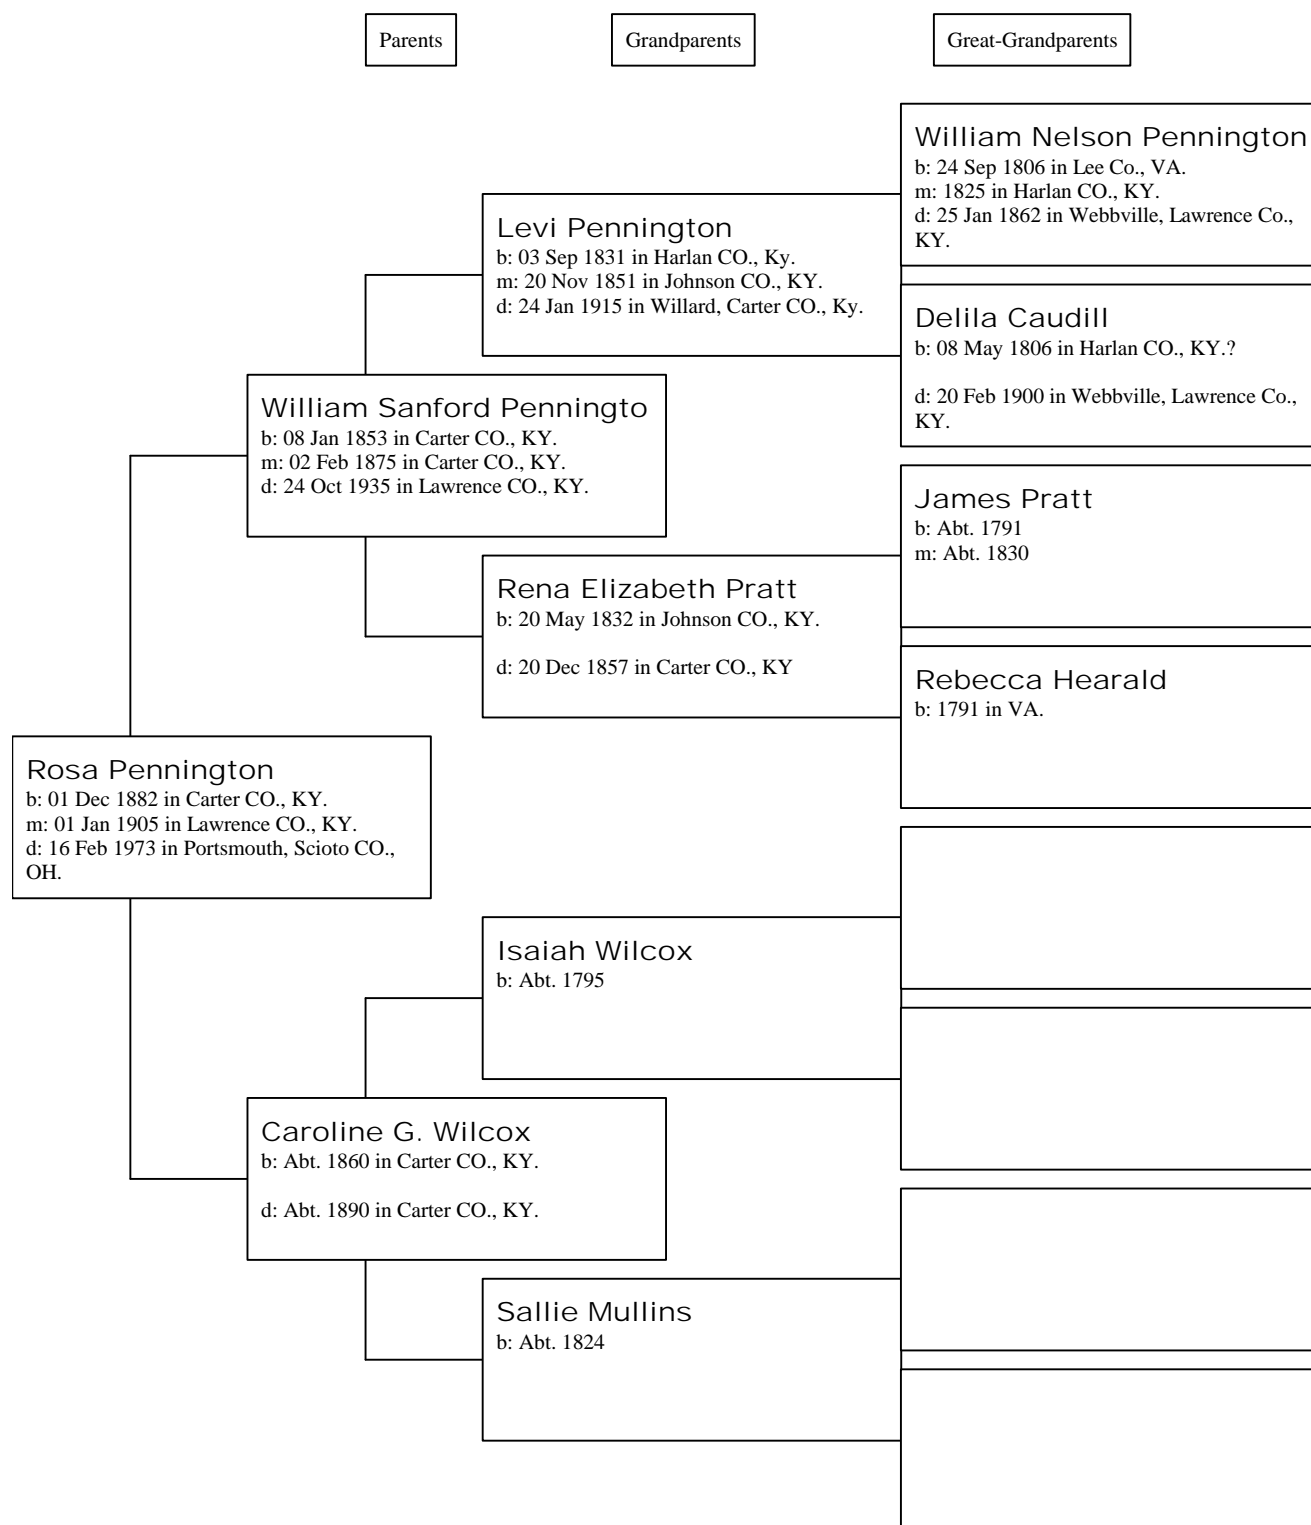 Parents
Grandparents
Great-Grandparents
William Nelson Pennington
b: 24 Sep 1806 in Lee Co., VA.
m: 1825 in Harlan CO., KY.
d: 25 Jan 1862 in Webbville, Lawrence Co.,
KY.
Levi Pennington
b: 03 Sep 1831 in Harlan CO., Ky.
m: 20 Nov 1851 in Johnson CO., KY.
d: 24 Jan 1915 in Willard, Carter CO., Ky.
Delila Caudill
b: 08 May 1806 in Harlan CO., KY.?
d: 20 Feb 1900 in Webbville, Lawrence Co.,
KY.
William Sanford Penningto
b: 08 Jan 1853 in Carter CO., KY.
m: 02 Feb 1875 in Carter CO., KY.
d: 24 Oct 1935 in Lawrence CO., KY.
James Pratt
b: Abt. 1791
m: Abt. 1830
Rena Elizabeth Pratt
b: 20 May 1832 in Johnson CO., KY.
d: 20 Dec 1857 in Carter CO., KY
Rebecca Hearald
b: 1791 in VA.
Rosa Pennington
b: 01 Dec 1882 in Carter CO., KY.
m: 01 Jan 1905 in Lawrence CO., KY.
d: 16 Feb 1973 in Portsmouth, Scioto CO.,
OH.
Isaiah Wilcox
b: Abt. 1795
Caroline G. Wilcox
b: Abt. 1860 in Carter CO., KY.
d: Abt. 1890 in Carter CO., KY.
Sallie Mullins
b: Abt. 1824